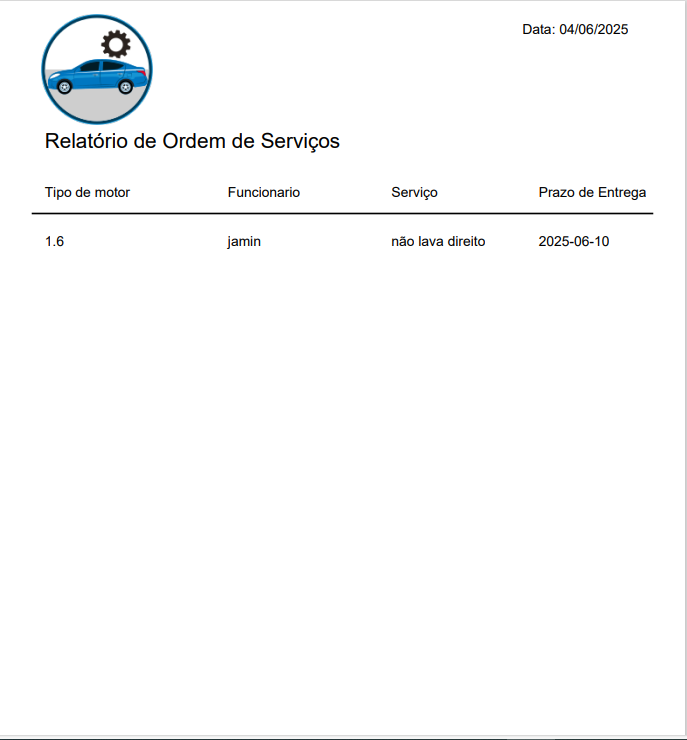 Data: 04/06/2025
Relatório de Ordem de Serviços
Tipo de motor Funcionario Serviço Prazo de Entrega
1.6 jamin não lava direito 2025-06-10